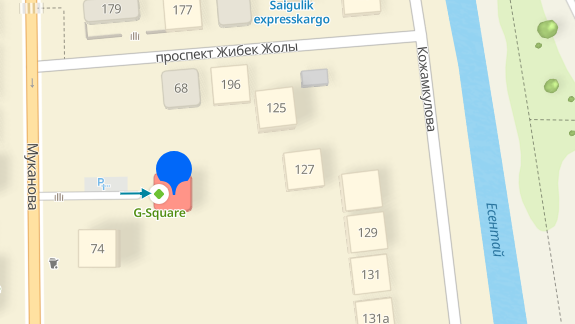 179
177
Saigulik
expresskargo
проспект Жибек Жолы
Кожамкулова
68
196
125
127
Муканова
P
G-Square
74
129
131
131а
Есентай